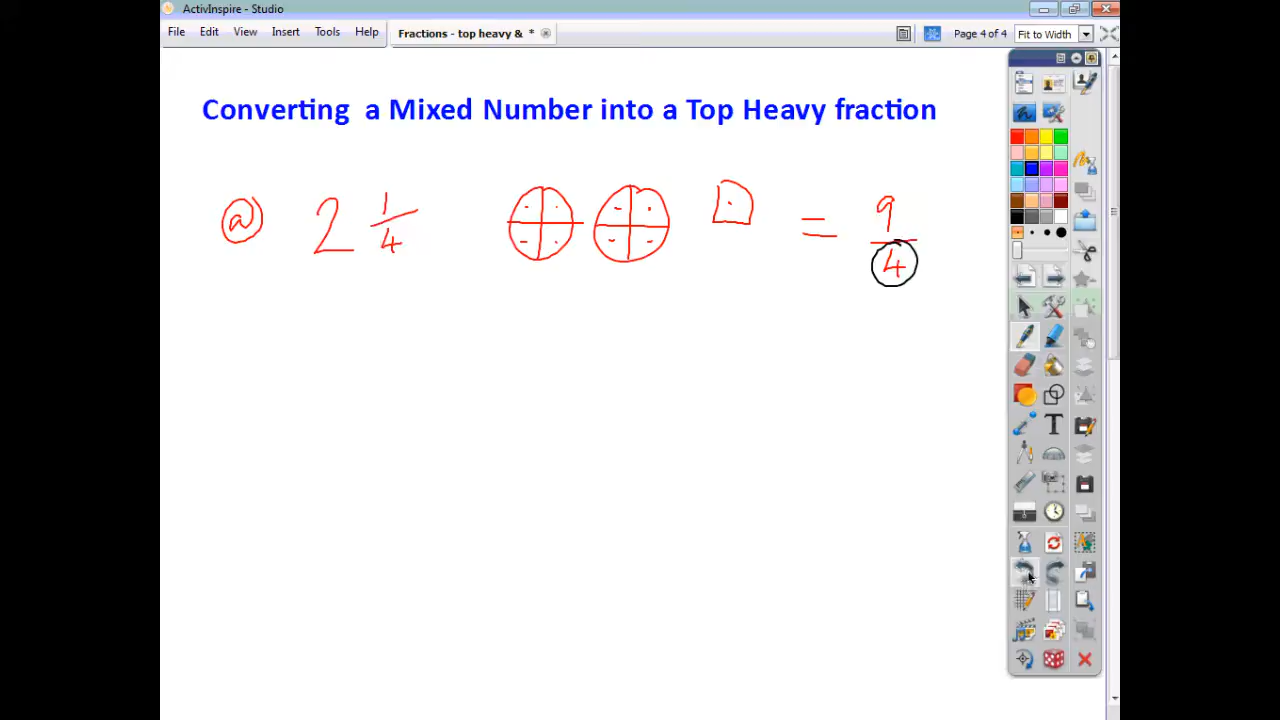 ActivInspire - Studio
File Edit View Insert Tools Help Fractions - top heavy & * Page 4 of 4 Fit to Width
Converting a Mixed Number into a Top Heavy fraction
a 2 1/4 = 9/4